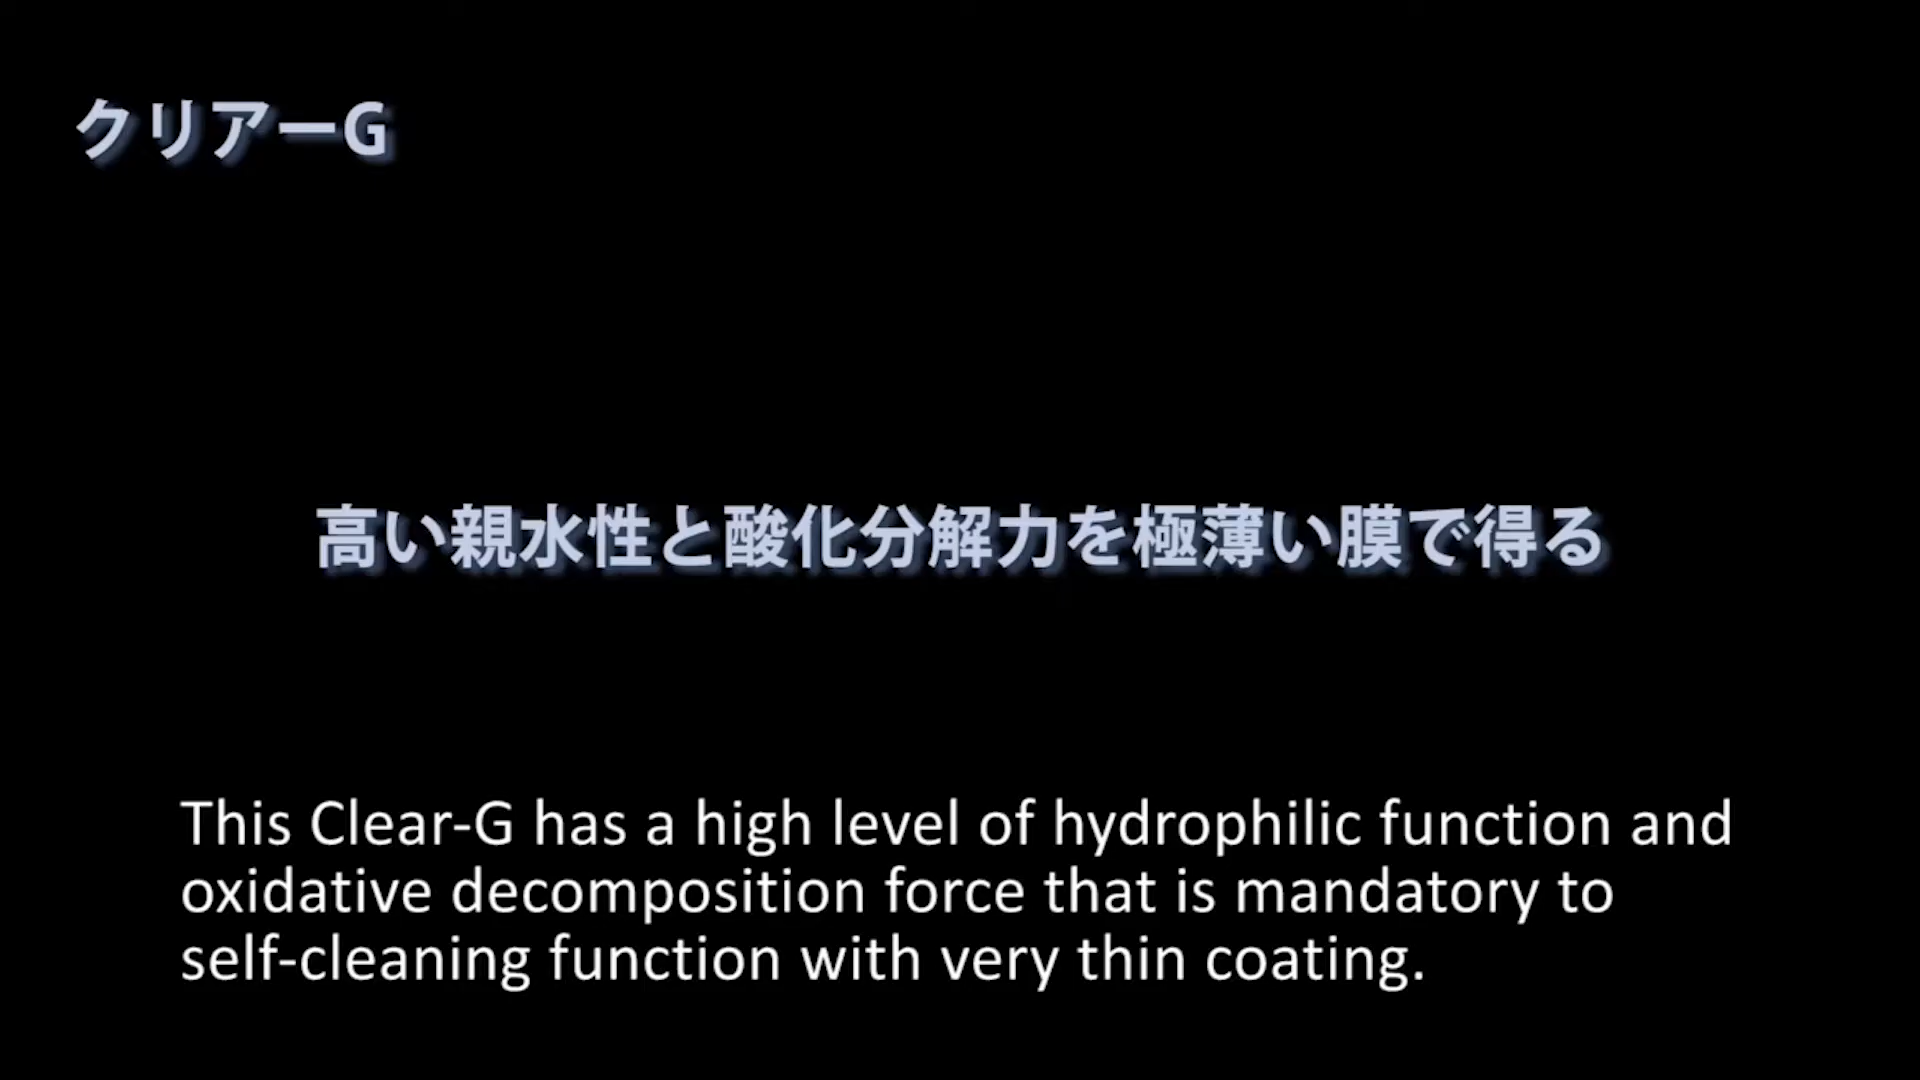 クリアーG
高い親水性と酸化分解力を極薄い膜で得る
This Clear-G has a high level of hydrophilic function and
oxidative decomposition force that is mandatory to
self-cleaning function with very thin coating.